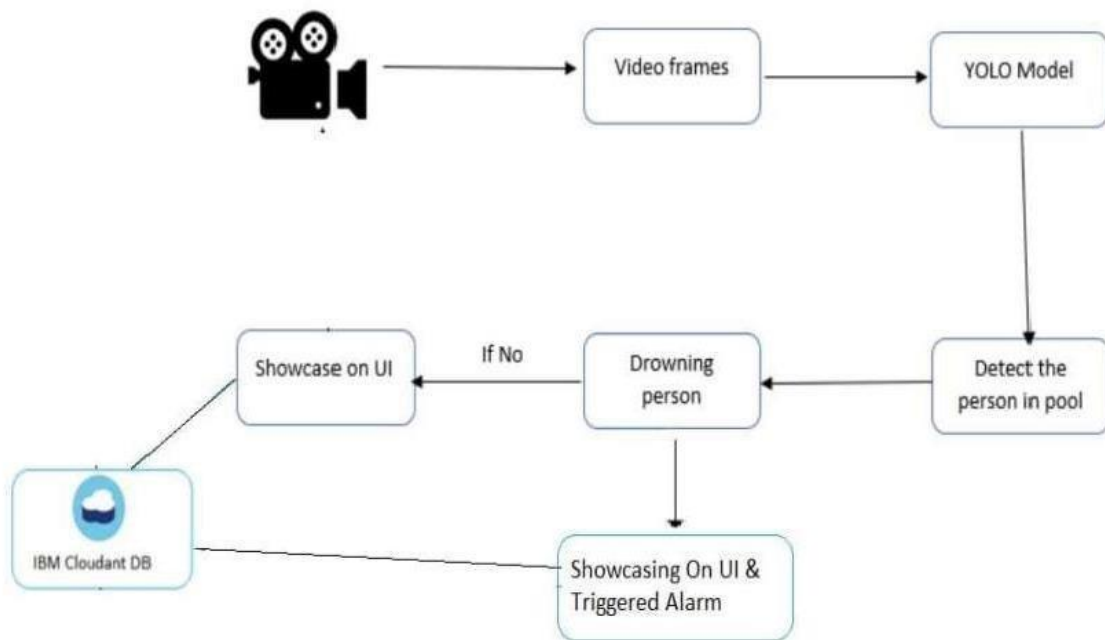 Video frames
YOLO Model
Showcase on UI
If No
Drowning
person
Detect the
person in pool
IBM Cloudant DB
Showcasing On UI &
Triggered Alarm